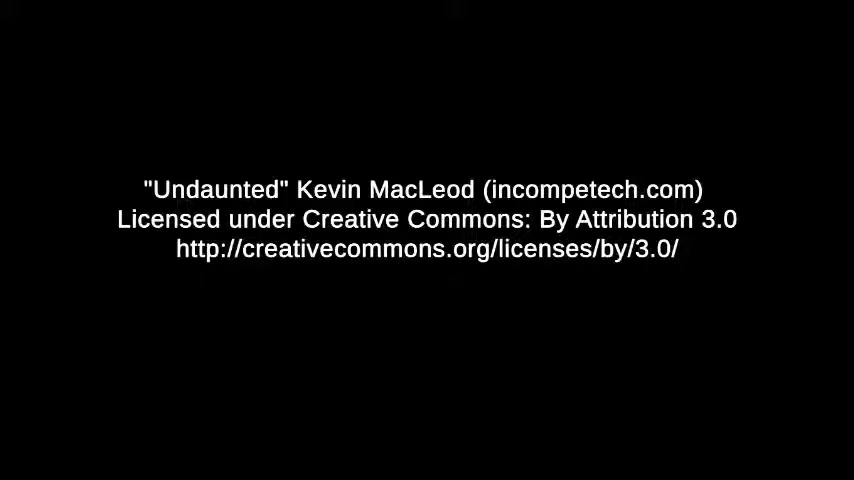 "Undaunted" Kevin MacLeod (incompetech.com)
Licensed under Creative Commons: By Attribution 3.0
http://creativecommons.org/licenses/by/3.0/